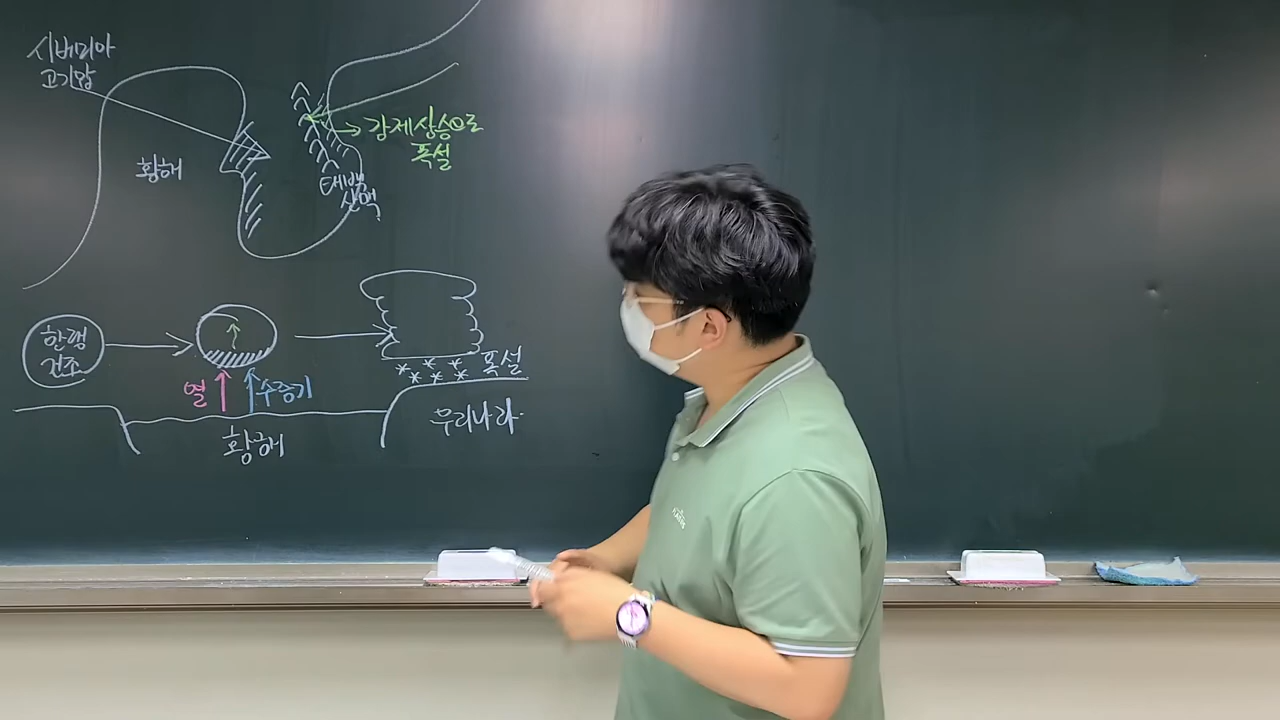 시베리아
고기압
황해
강제상승으로
폭설
태백
산맥
한랭
건조
열
수증기
폭설
우리나라
황해